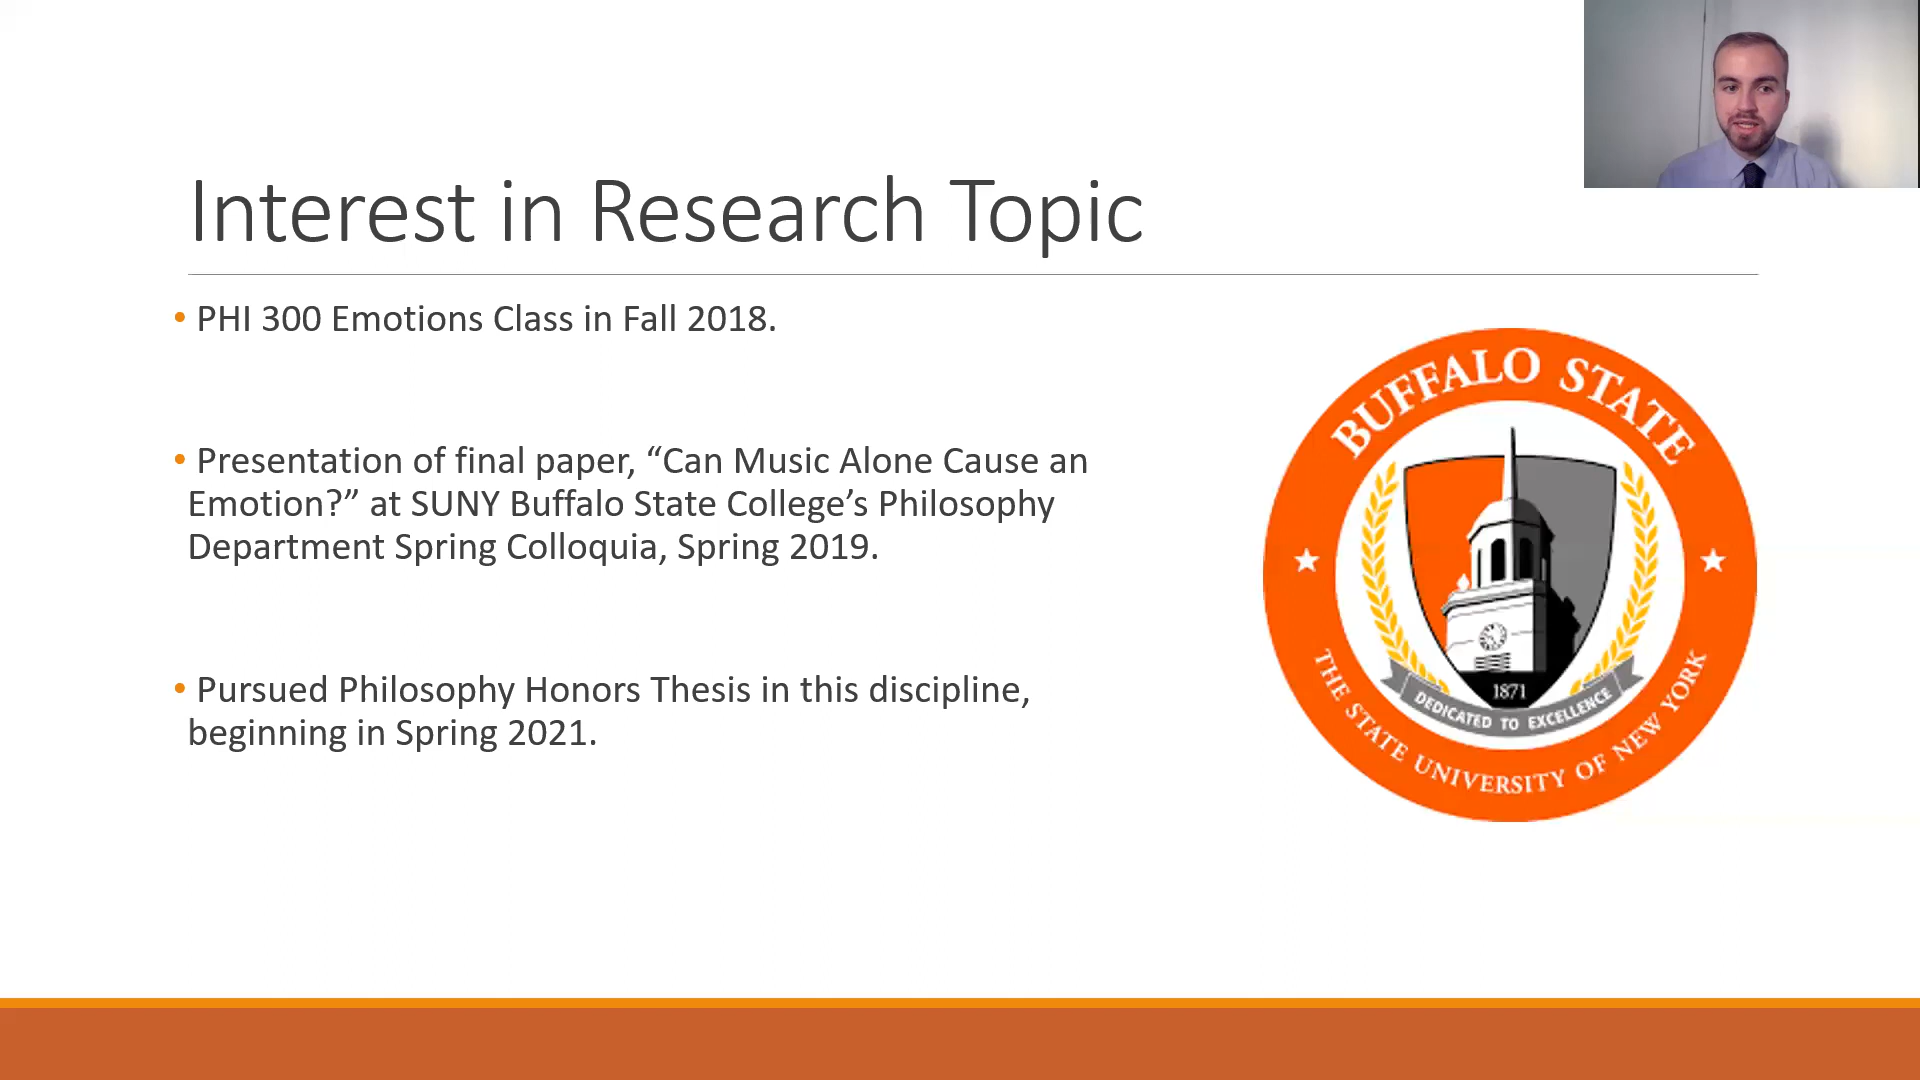 Interest in Research Topic
• PHI 300 Emotions Class in Fall 2018.
• Presentation of final paper, “Can Music Alone Cause an
Emotion?” at SUNY Buffalo State College’s Philosophy
Department Spring Colloquia, Spring 2019.
• Pursued Philosophy Honors Thesis in this discipline,
beginning in Spring 2021.
BUFFALO STATE
1871
DEDICATED TO EXCELLENCE
THE STATE UNIVERSITY OF NEW YORK